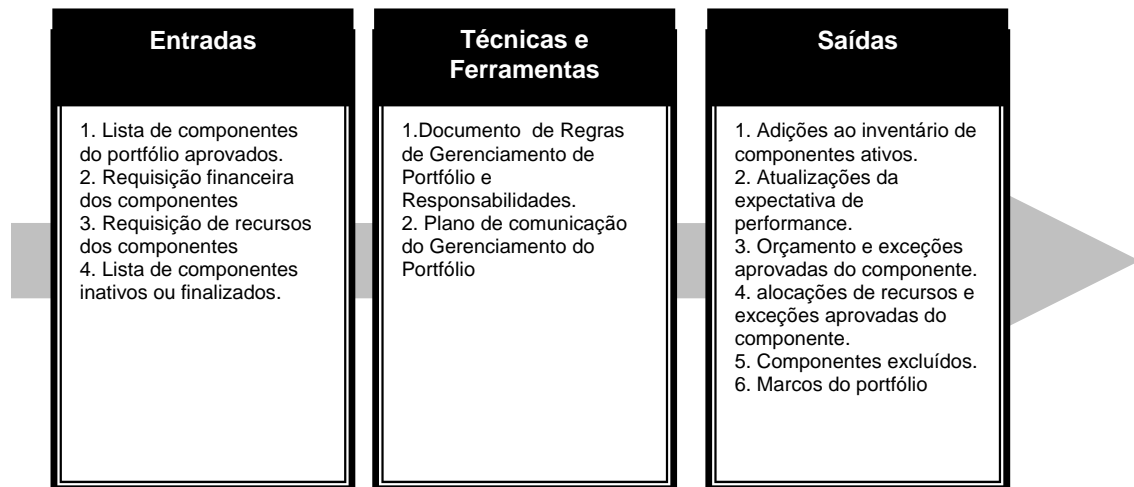 Entradas
1. Lista de componentes
do portfólio aprovados.
2. Requisição financeira
dos componentes
3. Requisição de recursos
dos componentes
4. Lista de componentes
inativos ou finalizados.
Técnicas e
Ferramentas
1.Documento de Regras
de Gerenciamento de
Portfólio e
Responsabilidades.
2. Plano de comunicação
do Gerenciamento do
Portfólio
Saídas
1. Adições ao inventário de
componentes ativos.
2. Atualizações da
expectativa de
performance.
3. Orçamento e exceções
aprovadas do componente.
4. alocações de recursos e
exceções aprovadas do
componente.
5. Componentes excluídos.
6. Marcos do portfólio